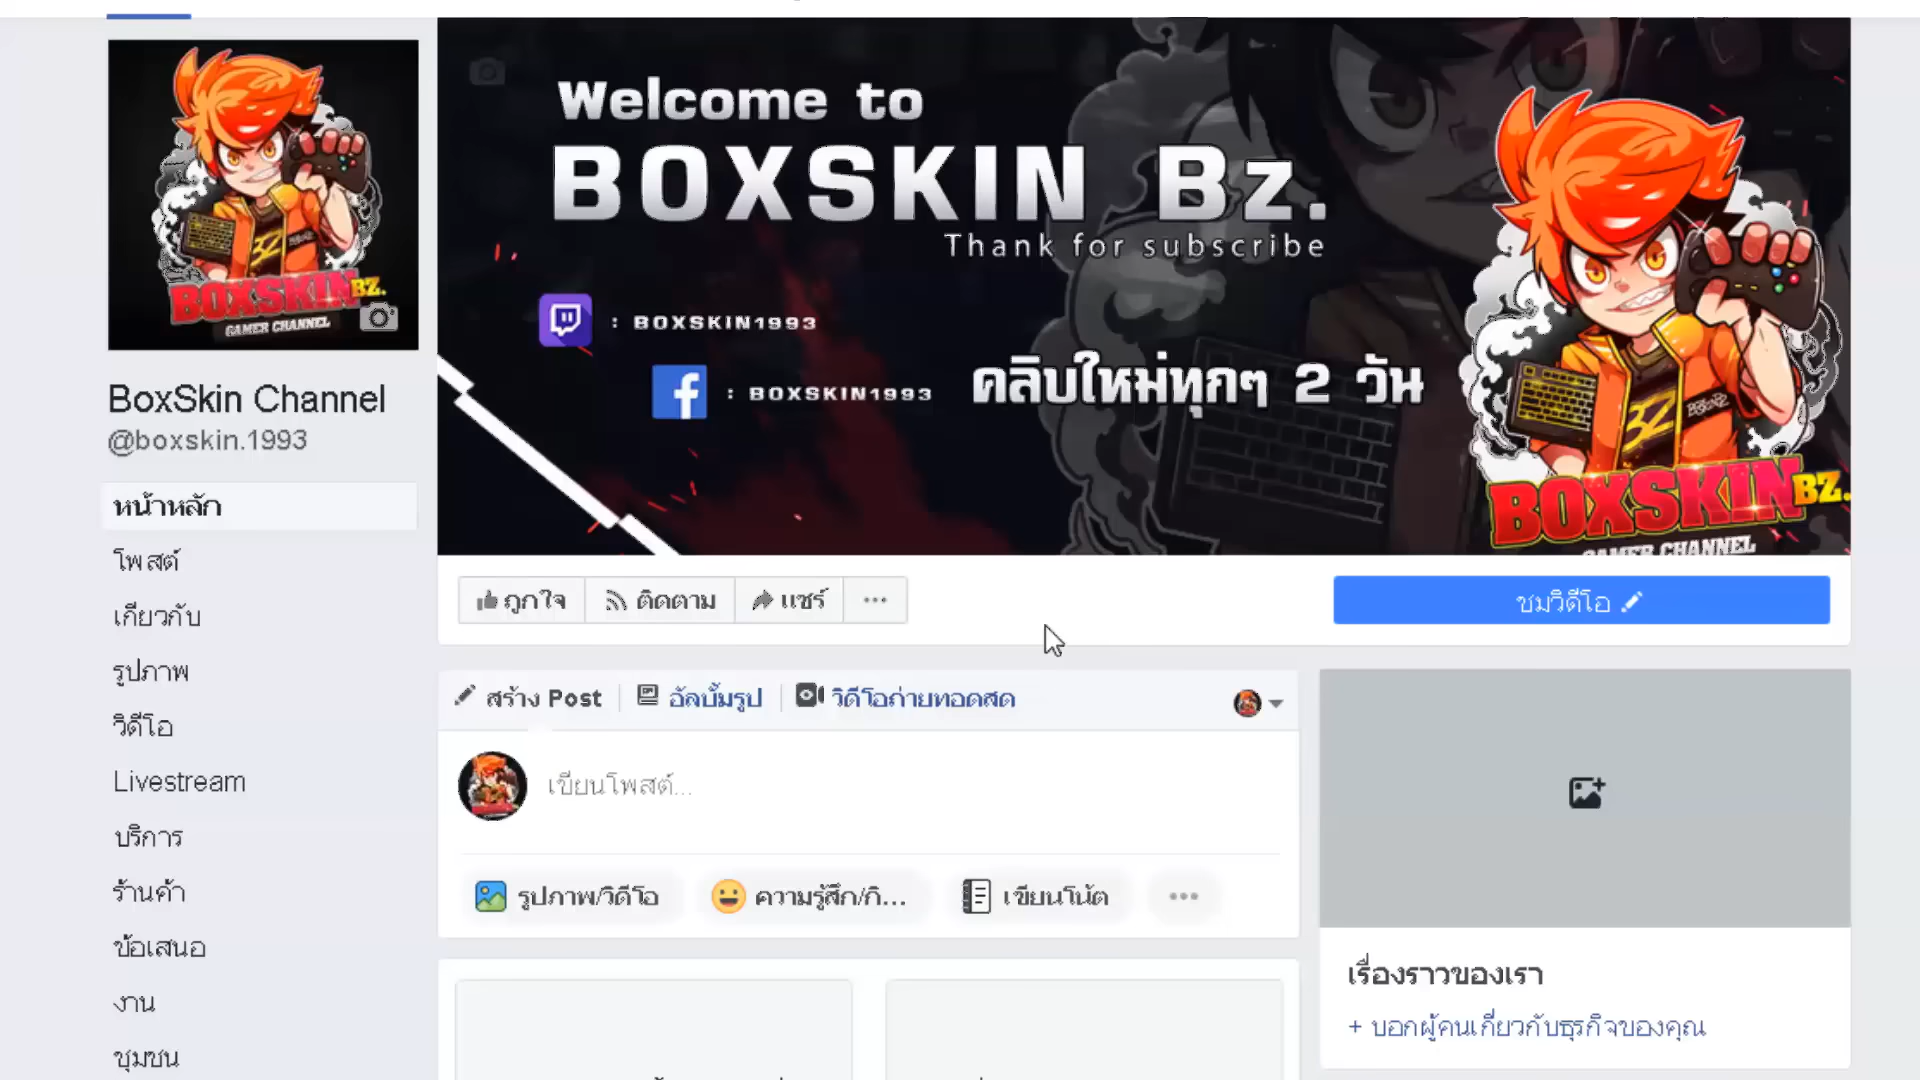 BOXSKIN BZ.
GAMER CHANNEL
BoxSkin Channel
@boxskin.1993
หน้าหลัก
โพสต์
เกี่ยวกับ
รูปภาพ
วิดีโอ
Livestream
บริการ
ร้านค้า
ข้อเสนอ
งาน
ชุมชน
Welcome to
BOXSKIN Bz.
Thank for subscribe
: BOXSKIN1993
: BOXSKIN1993
คลิบใหม่ทุกๆ 2 วัน
BOXSKIN BZ.
GAMER CHANNEL
ถูกใจ ติดตาม แชร์ ...
ชมวิดีโอ
สร้าง Post อัลบั้มรูป วิดีโอถ่ายทอดสด
เขียนโพสต์...
รูปภาพ/วิดีโอ ความรู้สึก/กิ... เขียนโน้ต ...
เรื่องราวของเรา
+ บอกผู้คนเกี่ยวกับธุรกิจของคุณ